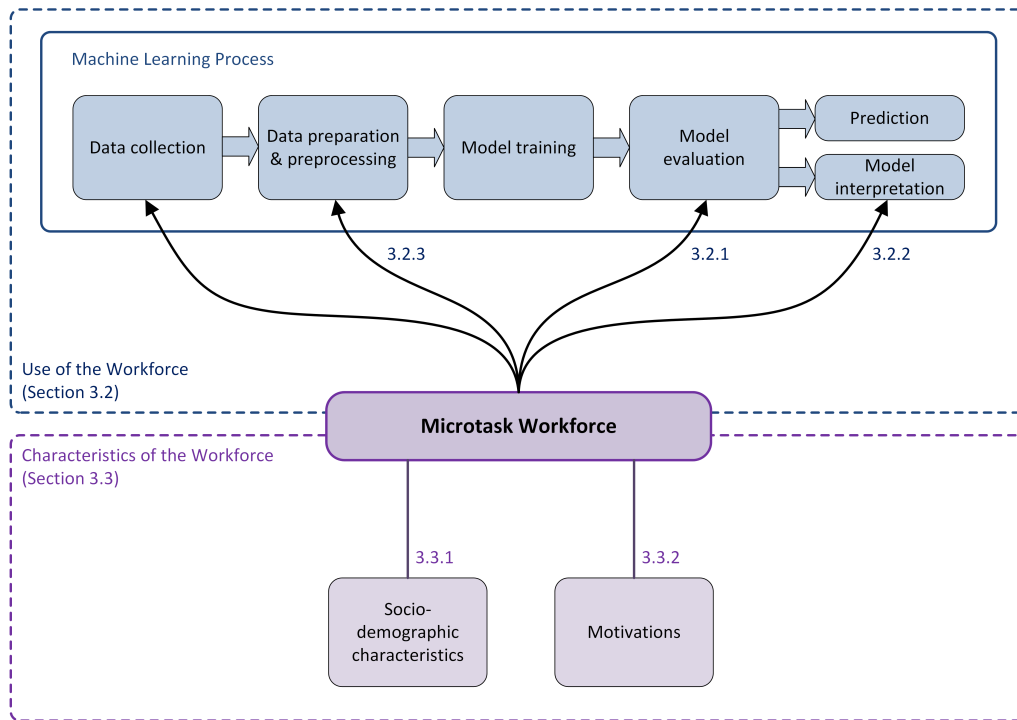 Machine Learning Process
Data collection
Data preparation
& preprocessing
Model training
Model
evaluation
Prediction
Model
interpretation
3.2.3
3.2.1
3.2.2
Use of the Workforce
(Section 3.2)
Microtask Workforce
Characteristics of the Workforce
(Section 3.3)
3.3.1
3.3.2
Socio-
demographic
characteristics
Motivations